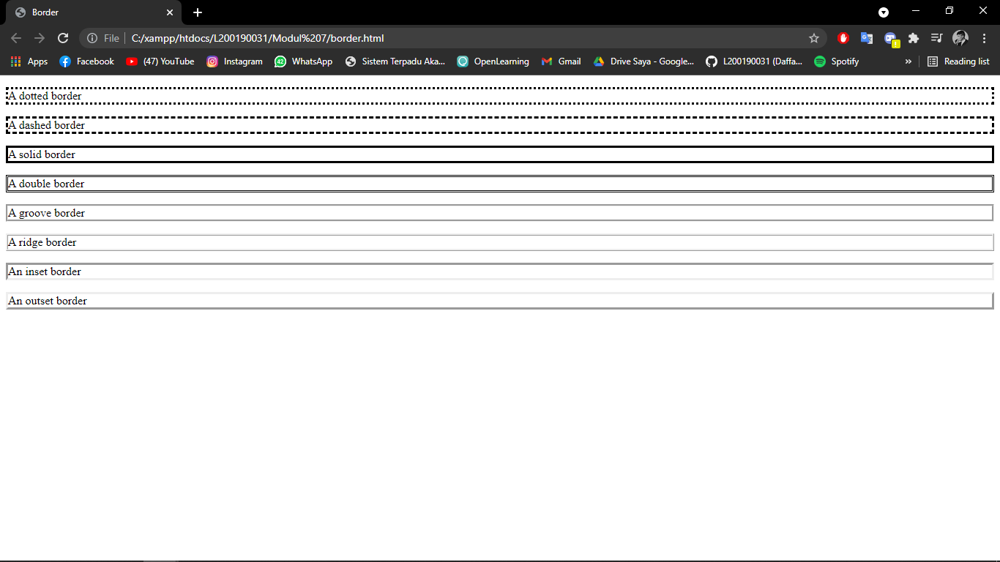 Border
File C:/xampp/htdocs/L200190031/Modul%207/border.html
Apps Facebook (47) YouTube Instagram 42 WhatsApp Sistem Terpadu Aka... OpenLearning Gmail Drive Saya - Google... L200190031 (Daffa... Spotify » Reading list
A dotted border
A dashed border
A solid border
A double border
A groove border
A ridge border
An inset border
An outset border